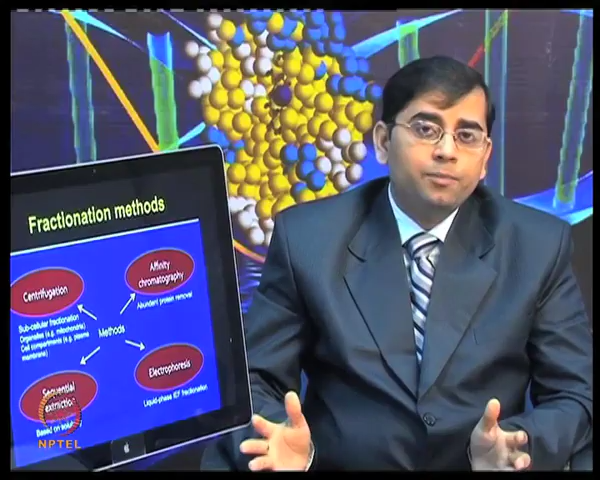 Fractionation methods
Centrifugation
Affinity
chromatography
Sub-cellular fractionation
Organelles (e.g. mitochondria)
Cell compartments (e.g. plasma
membrane)
Abundant protein removal
Methods
Sequential
extraction
Electrophoresis
Based on
Liquid-phase IEF fractionation
NPTEL